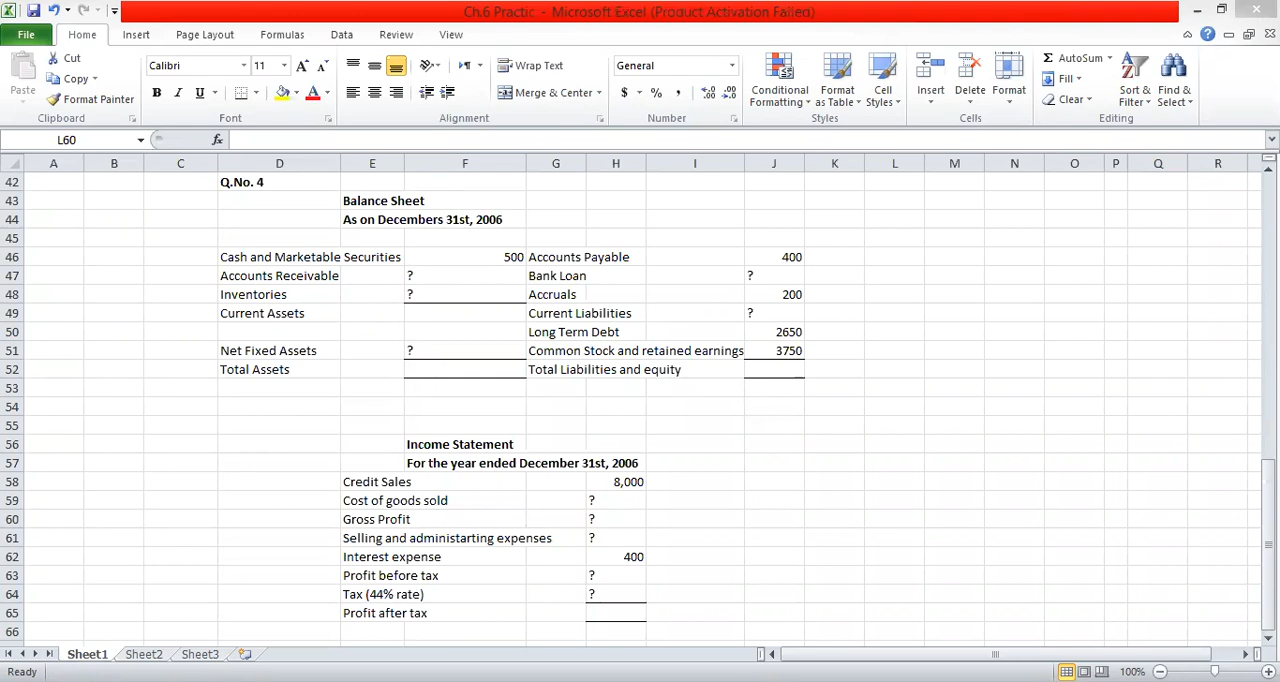 Ch.6 Practic - Microsoft Excel (Product Activation Failed)
File Home Insert Page Layout Formulas Data Review View
Paste Cut Copy Format Painter Clipboard
Calibri 11 A A B I U A Font
Wrap Text Merge & Center Alignment
General $ % , Number
Conditional Formatting Format as Table Cell Styles Styles
Insert Delete Format Cells
Σ AutoSum Fill Clear Sort & Filter Find & Select Editing
L60 fx
A B C D E F G H I J K L M N O P Q R
42 Q.No. 4
43 Balance Sheet
44 As on Decembers 31st, 2006
45
46 Cash and Marketable Securities 500 Accounts Payable 400
47 Accounts Receivable ? Bank Loan ?
48 Inventories ? Accruals 200
49 Current Assets Current Liabilities ?
50 Long Term Debt 2650
51 Net Fixed Assets ? Common Stock and retained earnings 3750
52 Total Assets Total Liabilities and equity
53
54
55
56 Income Statement
57 For the year ended December 31st, 2006
58 Credit Sales 8,000
59 Cost of goods sold ?
60 Gross Profit ?
61 Selling and administarting expenses ?
62 Interest expense 400
63 Profit before tax ?
64 Tax (44% rate) ?
65 Profit after tax
66
Sheet1 Sheet2 Sheet3
Ready 100%